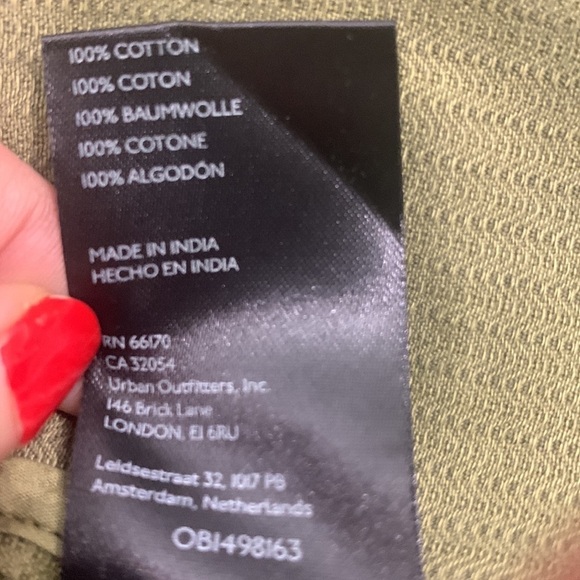 100% COTTON
100% COTON
100% BAUMWOLLE
100% COTONE
100% ALGODÓN
MADE IN INDIA
HECHO EN INDIA
RN 66170
CA 32054
Urban Outfitters, Inc.
146 Brick Lane
LONDON, E1 6RU
Leidsestraat 32, 1017 PB
Amsterdam, Netherlands
OB1498163